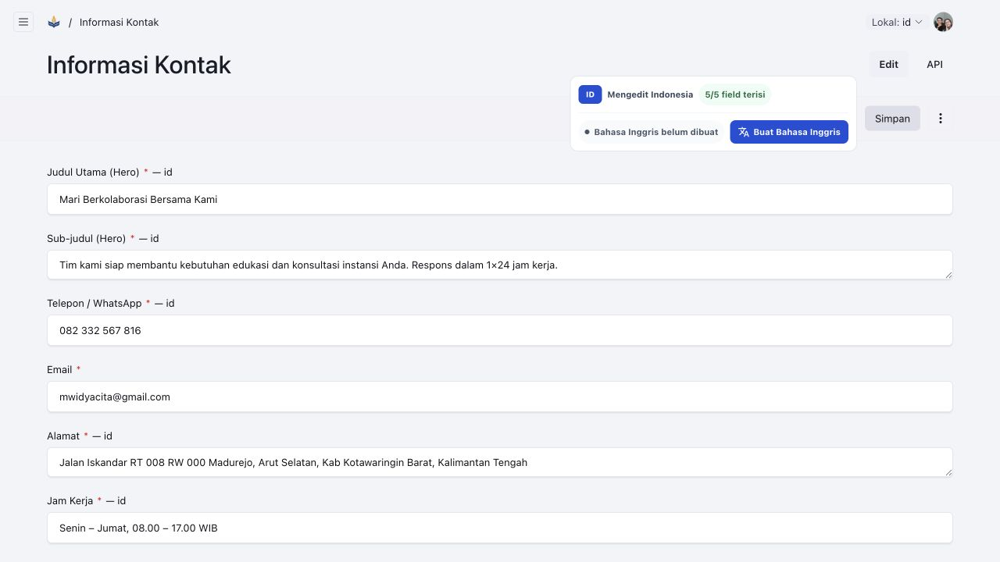 / Informasi Kontak
Lokal: id
Informasi Kontak
Edit
API
ID Mengedit Indonesia 5/5 field terisi
Bahasa Inggris belum dibuat
Buat Bahasa Inggris
Simpan
Judul Utama (Hero) * — id
Mari Berkolaborasi Bersama Kami
Sub-judul (Hero) * — id
Tim kami siap membantu kebutuhan edukasi dan konsultasi instansi Anda. Respons dalam 1×24 jam kerja.
Telepon / WhatsApp * — id
082 332 567 816
Email *
mwidyacita@gmail.com
Alamat * — id
Jalan Iskandar RT 008 RW 000 Madurejo, Arut Selatan, Kab Kotawaringin Barat, Kalimantan Tengah
Jam Kerja * — id
Senin – Jumat, 08.00 – 17.00 WIB